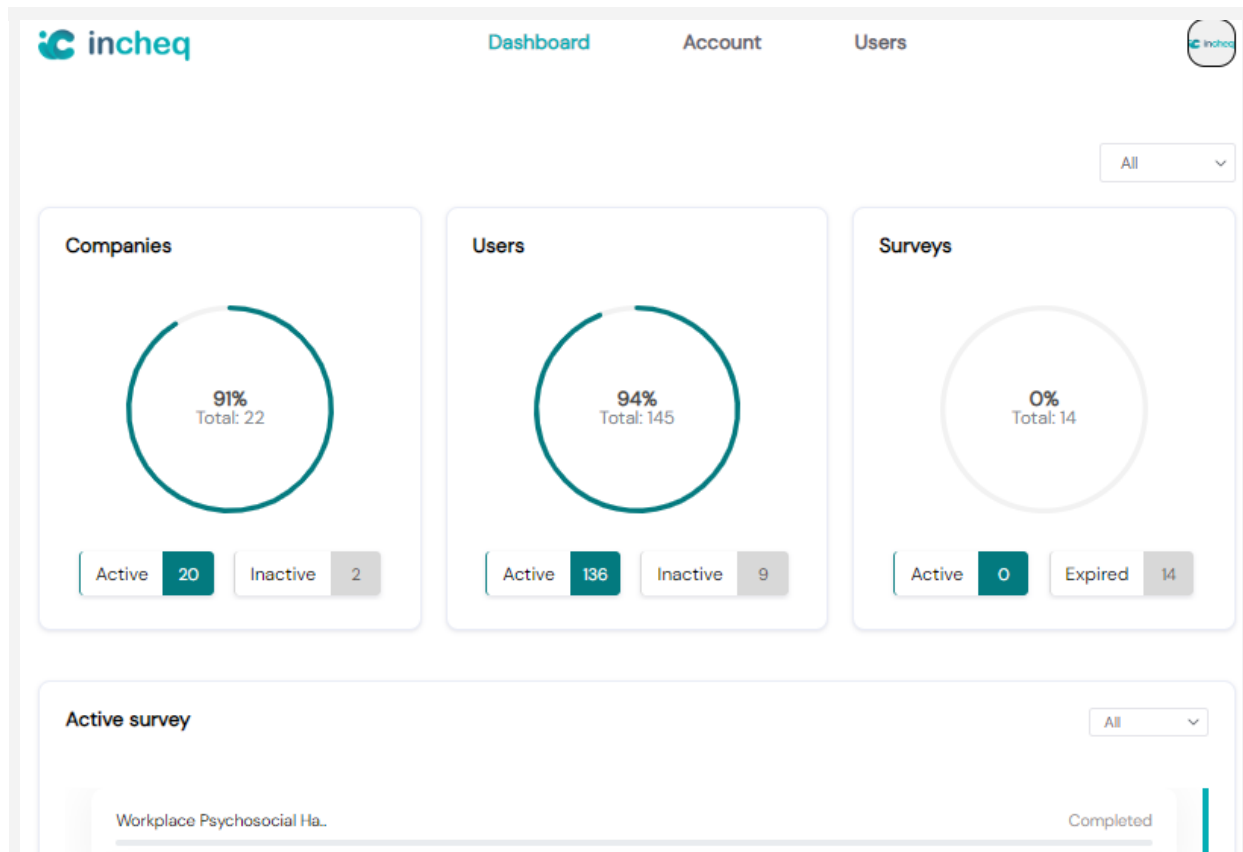 incheq Dashboard Account Users incheq
All
Companies Users Surveys
91% 94% 0%
Total: 22 Total: 145 Total: 14
Active 20 Inactive 2 Active 136 Inactive 9 Active 0 Expired 14
Active survey All
Workplace Psychosocial Ha... Completed